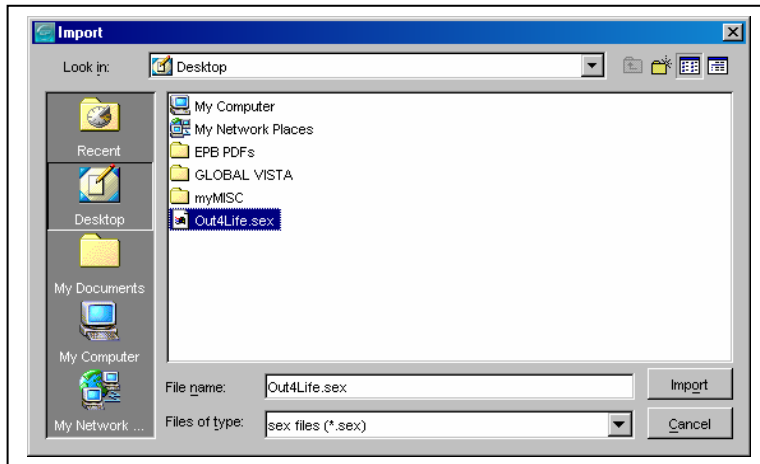 Import
Look in:
Desktop
Recent
Desktop
My Documents
My Computer
My Network ...
My Computer
My Network Places
EPB PDFs
GLOBAL VISTA
myMISC
Out4Life.sex
File name:
Out4Life.sex
Import
Files of type:
sex files (*.sex)
Cancel